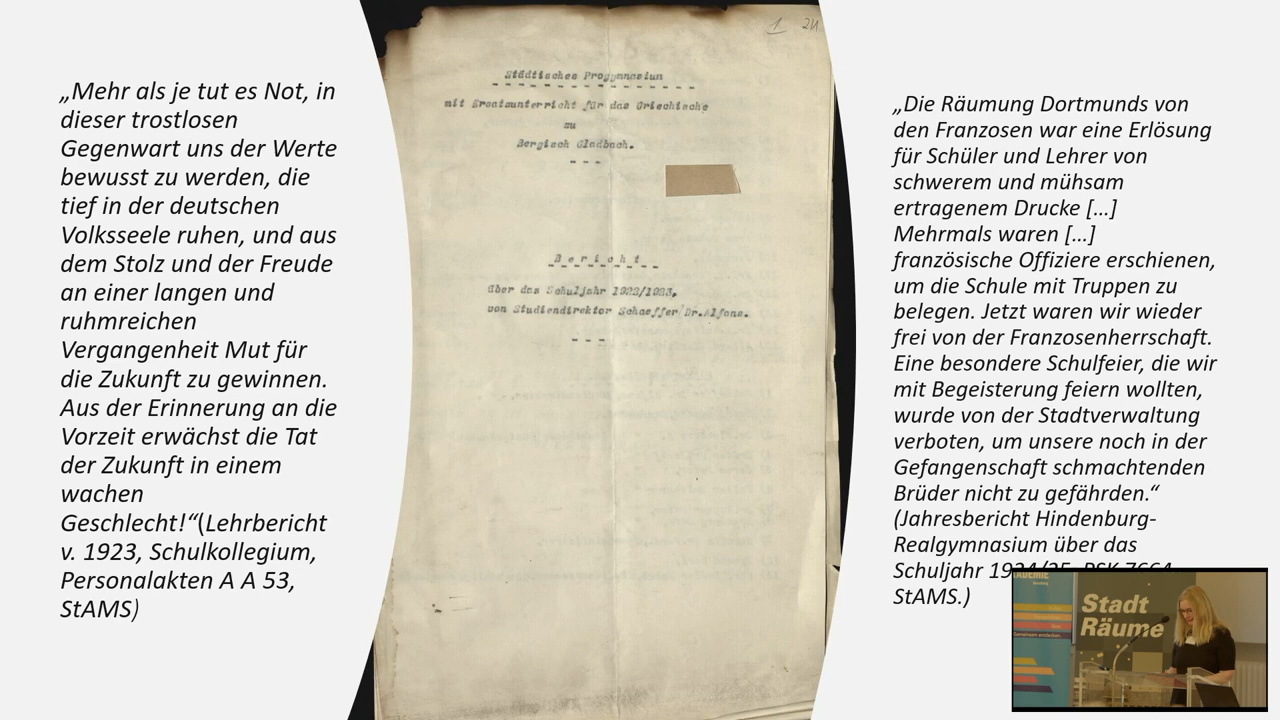 „Mehr als je tut es Not, in
dieser trostlosen
Gegenwart uns der Werte
bewusst zu werden, die
tief in der deutschen
Volksseele ruhen, und aus
dem Stolz und der Freude
an einer langen und
ruhmreichen
Vergangenheit Mut für
die Zukunft zu gewinnen.
Aus der Erinnerung an die
Vorzeit erwächst die Tat
der Zukunft in einem
wachen
Geschlecht!“(Lehrbericht
v. 1923, Schulkollegium,
Personalakten A A 53,
StAMS)
1 24
Städtisches Progymnasium
mit Ersatzunterricht für das Griechische
zu
Bergisch Gladbach.
Bericht
über das Schuljahr 1922/1923,
von Studiendirektor Schaeffer Dr.Alfons.
„Die Räumung Dortmunds von
den Franzosen war eine Erlösung
für Schüler und Lehrer von
schwerem und mühsam
ertragenem Drucke […]
Mehrmals waren […]
französische Offiziere erschienen,
um die Schule mit Truppen zu
belegen. Jetzt waren wir wieder
frei von der Franzosenherrschaft.
Eine besondere Schulfeier, die wir
mit Begeisterung feiern wollten,
wurde von der Stadtverwaltung
verboten, um unsere noch in der
Gefangenschaft schmachtenden
Brüder nicht zu gefährden.“
(Jahresbericht Hindenburg-
Realgymnasium über das
Schuljahr 1924/25, PSK 7664
StAMS.)
Stadt
Räume